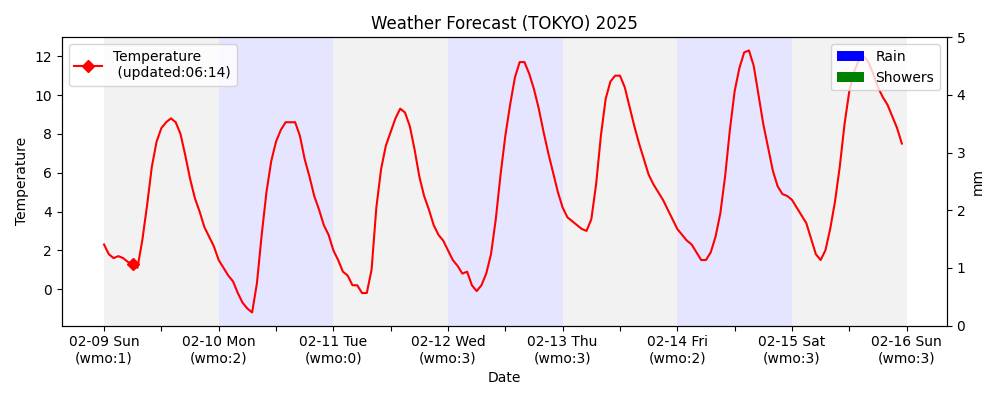 Weather Forecast (TOKYO) 2025
Temperature
(updated:06:14)
Rain
Showers
Temperature
12
10
8
6
4
2
0
5
4
3
2
1
0
mm
02-09 Sun
(wmo:1)
02-10 Mon
(wmo:2)
02-11 Tue
(wmo:0)
02-12 Wed
(wmo:3)
02-13 Thu
(wmo:3)
02-14 Fri
(wmo:2)
02-15 Sat
(wmo:3)
02-16 Sun
(wmo:3)
Date